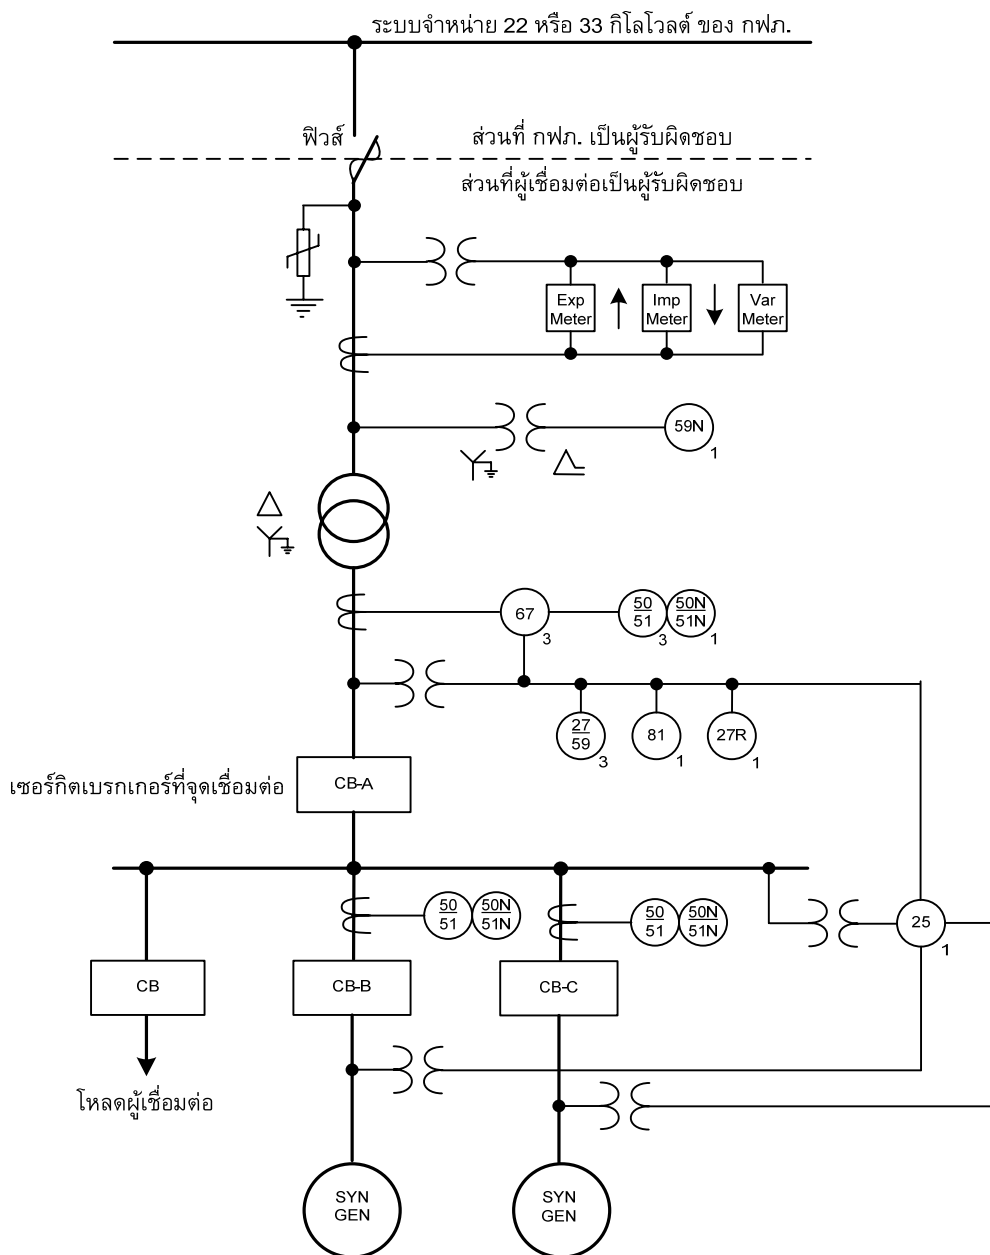 ระบบจำหน่าย 22 หรือ 33 กิโลโวลต์ ของ กฟภ.
ฟิวส์
ส่วนที่ กฟภ. เป็นผู้รับผิดชอบ
ส่วนที่ผู้เชื่อมต่อเป็นผู้รับผิดชอบ
Exp
Meter
Imp
Meter
Var
Meter
59N
1
67
3
50
51
3
50N
51N
1
27
59
3
81
1
27R
1
เซอร์กิตเบรกเกอร์ที่จุดเชื่อมต่อ
CB-A
50
51
50N
51N
50
51
50N
51N
25
1
CB
CB-B
CB-C
โหลดผู้เชื่อมต่อ
SYN
GEN
SYN
GEN